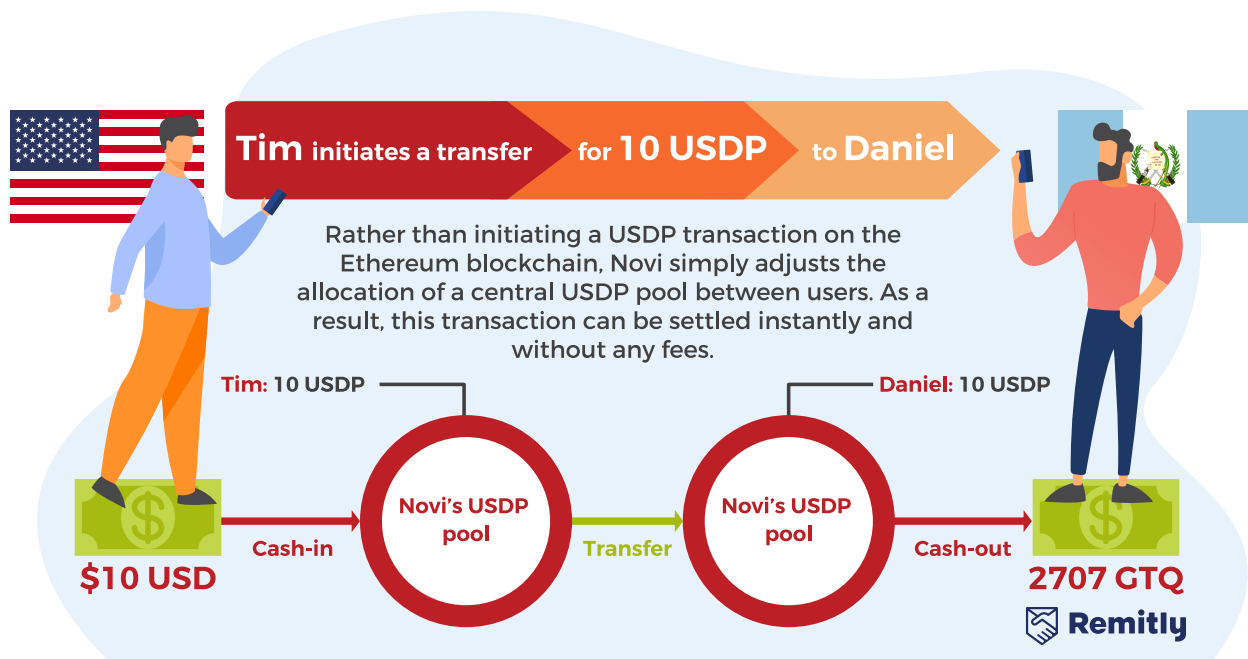 Tim initiates a transfer for 10 USDP to Daniel
Rather than initiating a USDP transaction on the
Ethereum blockchain, Novi simply adjusts the
allocation of a central USDP pool between users. As a
result, this transaction can be settled instantly and
without any fees.
Tim: 10 USDP
Daniel: 10 USDP
Novi's USDP
pool
Novi's USDP
pool
Cash-in
Transfer
Cash-out
$10 USD
2707 GTQ
Remitly